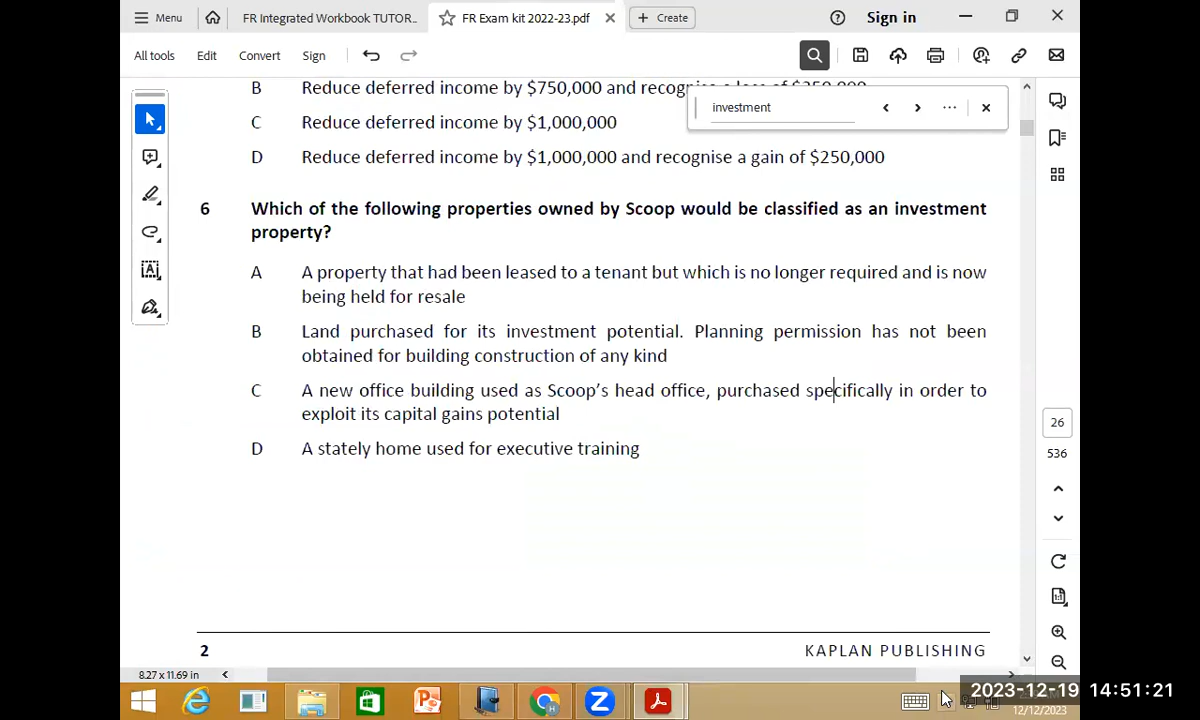 Menu
FR Integrated Workbook TUTOR...
FR Exam kit 2022-23.pdf
Create
Sign in
All tools Edit Convert Sign
investment
B Reduce deferred income by $750,000 and
C Reduce deferred income by $1,000,000
D Reduce deferred income by $1,000,000 and recognise a gain of $250,000
6 Which of the following properties owned by Scoop would be classified as an investment
property?
A A property that had been leased to a tenant but which is no longer required and is now
being held for resale
B Land purchased for its investment potential. Planning permission has not been
obtained for building construction of any kind
C A new office building used as Scoop's head office, purchased specifically in order to
exploit its capital gains potential
D A stately home used for executive training
26
536
2 KAPLAN PUBLISHING
8.27 x 11.69 in
2023-12-19 14:51:21
12/12/2023